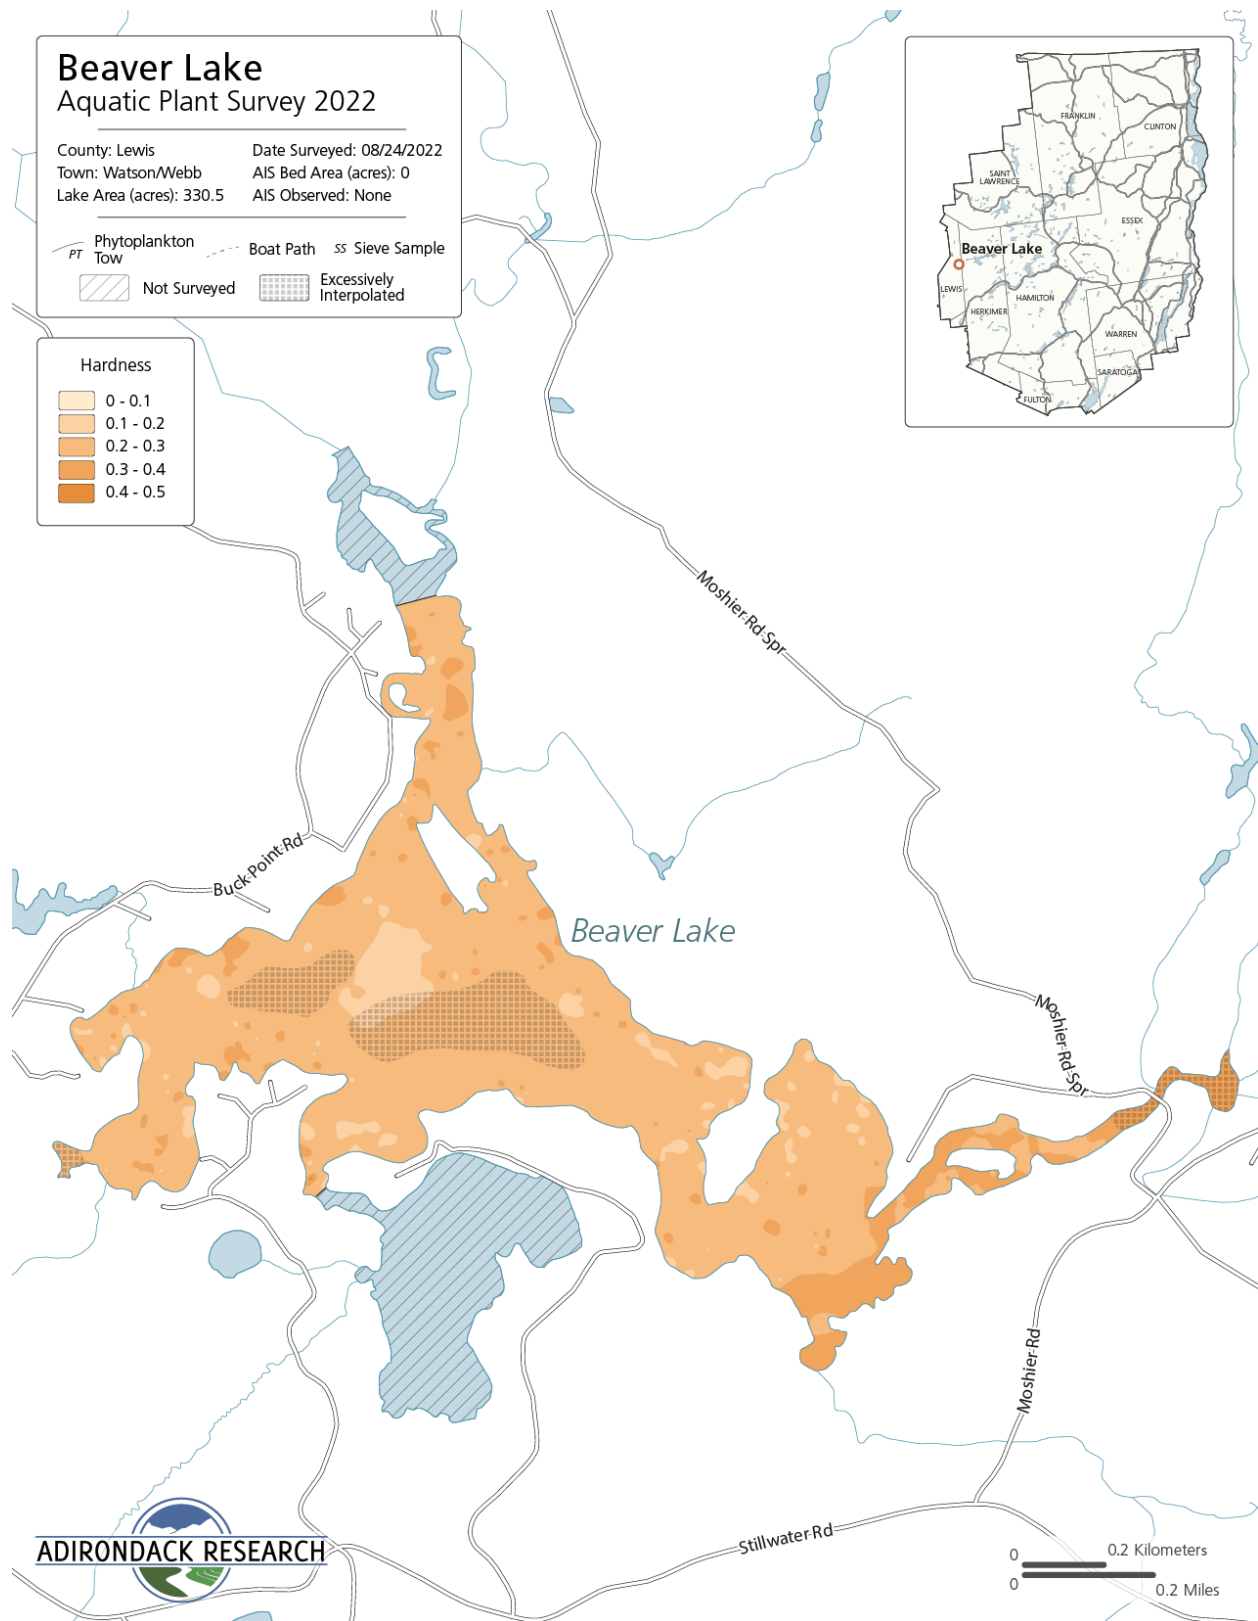 Beaver Lake
Aquatic Plant Survey 2022
County: Lewis
Date Surveyed: 08/24/2022
Town: Watson/Webb
AIS Bed Area (acres): 0
Lake Area (acres): 330.5
AIS Observed: None
PT
Phytoplankton
Tow
Boat Path
SS Sieve Sample
Not Surveyed
Excessively
Interpolated
Hardness
0 - 0.1
0.1 - 0.2
0.2 - 0.3
0.3 - 0.4
0.4 - 0.5
FRANKLIN
CLINTON
SAINT
LAWRENCE
ESSEX
Beaver Lake
LEWIS
HAMILTON
HERKIMER
WARREN
SARATOGA
FULTON
Moshier Rd Spr
Buck Point Rd
Beaver Lake
Moshier Rd Spr
Moshier Rd
Stillwater Rd
ADIRONDACK RESEARCH
0 0.2 Kilometers
0 0.2 Miles